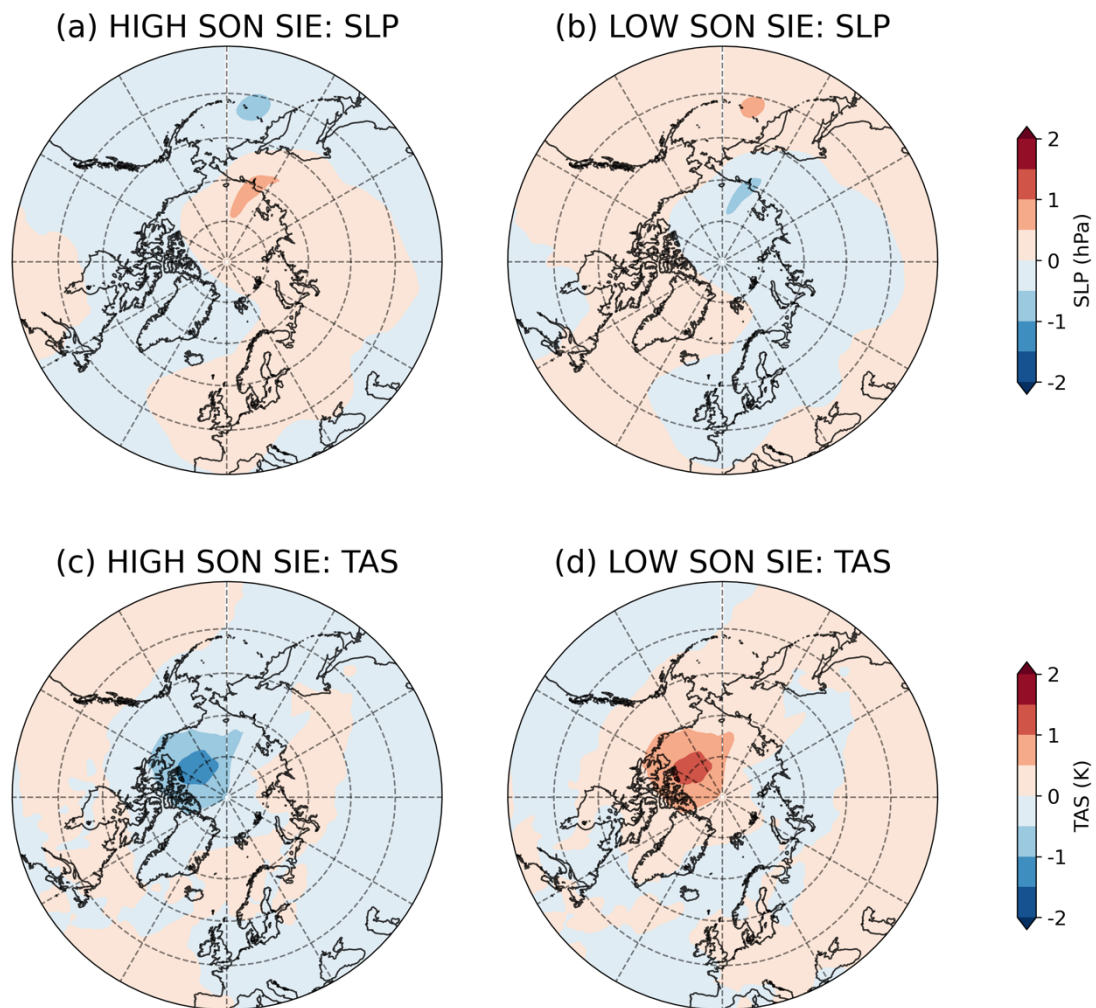 (a) HIGH SON SIE: SLP
(b) LOW SON SIE: SLP
2
1
0
-1
-2
SLP (hPa)
(c) HIGH SON SIE: TAS
(d) LOW SON SIE: TAS
2
1
0
-1
-2
TAS (K)